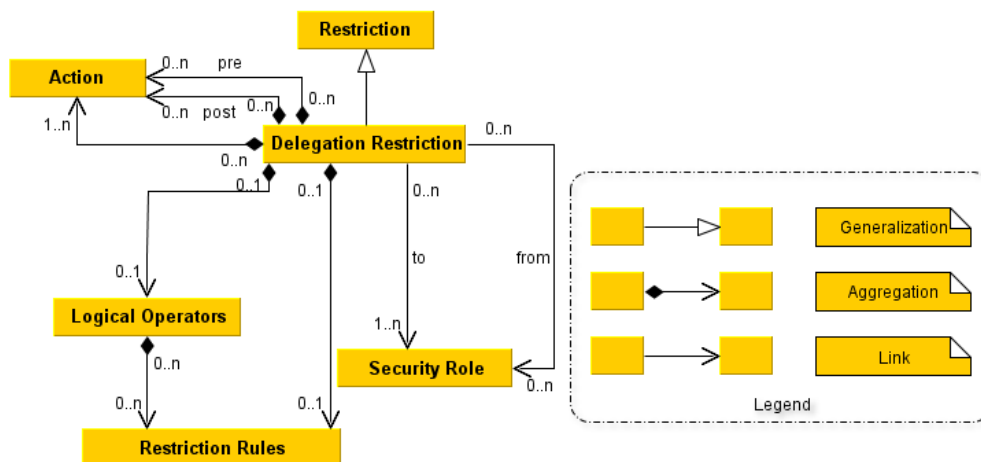 Restriction
0..n pre
Action
0..n
0..n post
0..n
1..n
0..n
Delegation Restriction
0..n
0..1
0..1
0..n
Generalization
to
from
0..1
Aggregation
Logical Operators
1..n
0..n
Security Role
0..n
Link
0..n
0..1
Legend
Restriction Rules